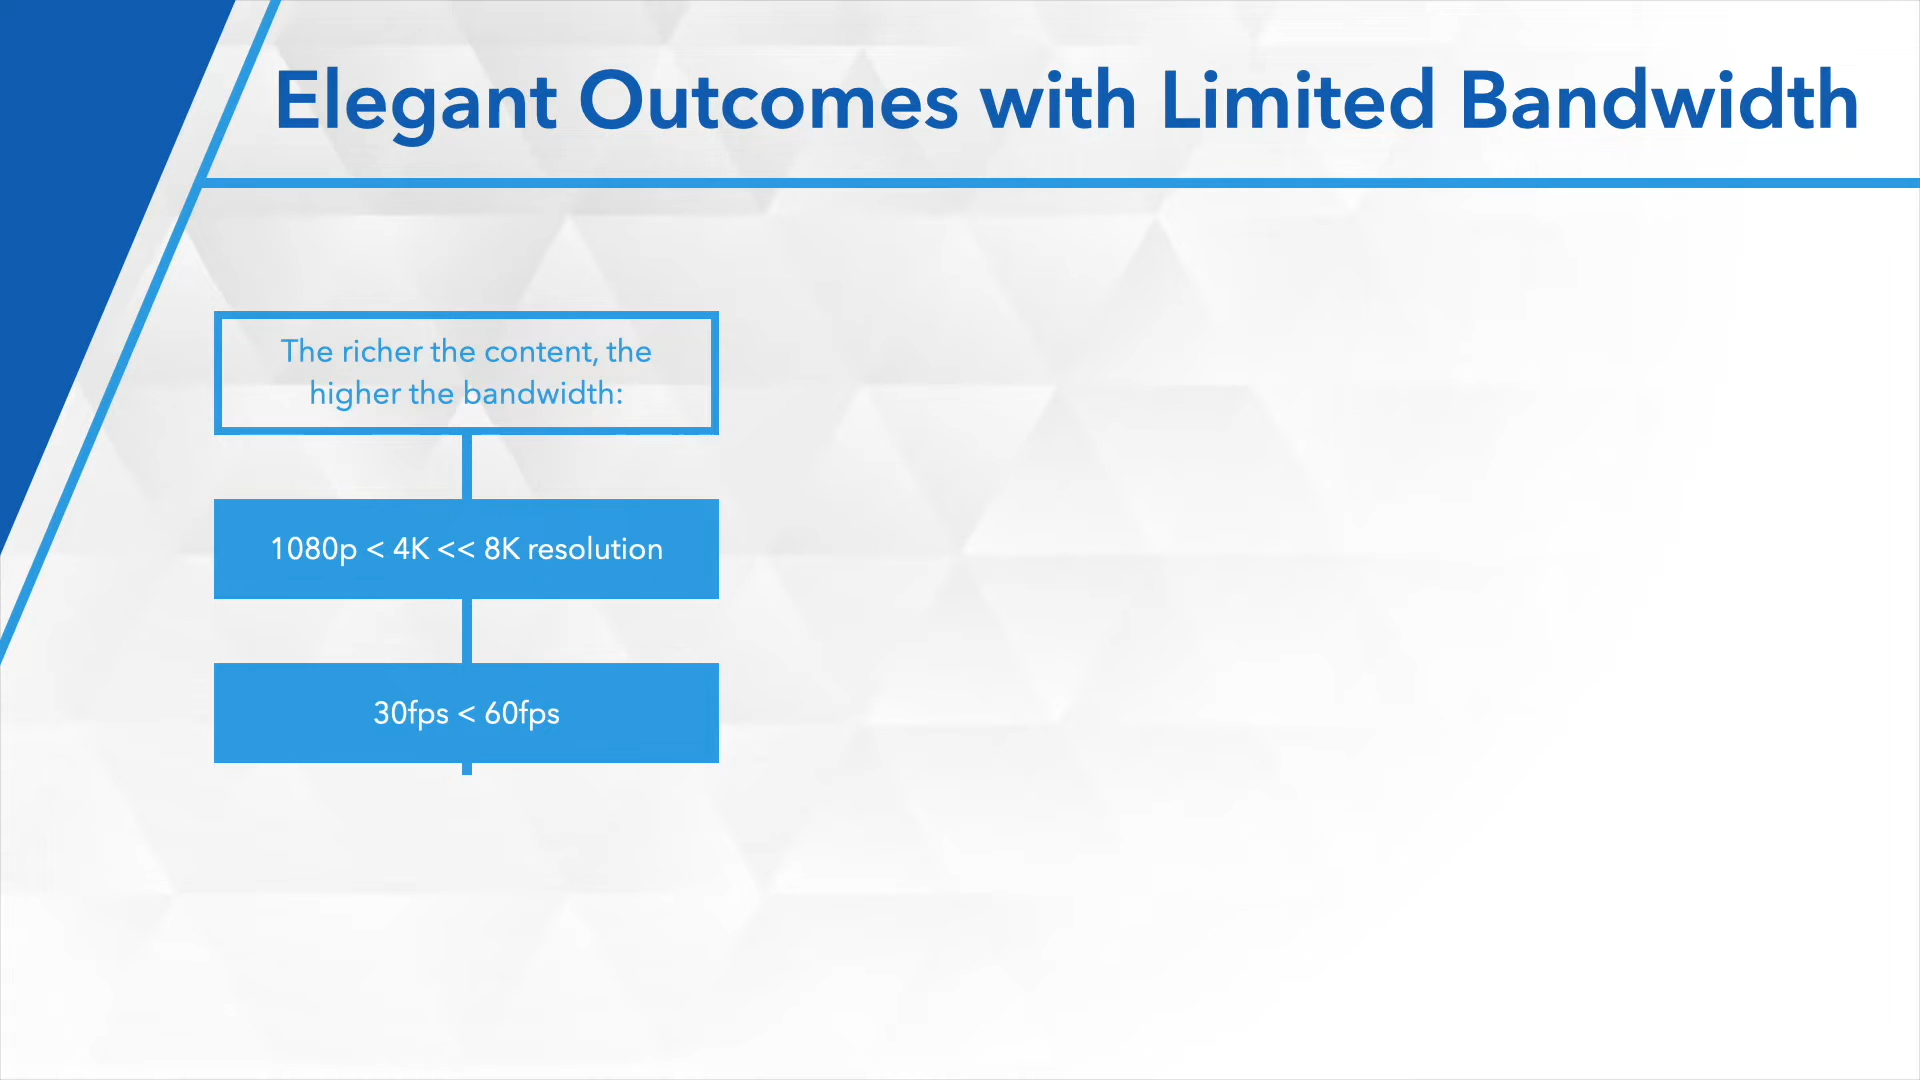 Elegant Outcomes with Limited Bandwidth
The richer the content, the
higher the bandwidth:
1080p < 4K << 8K resolution
30fps < 60fps